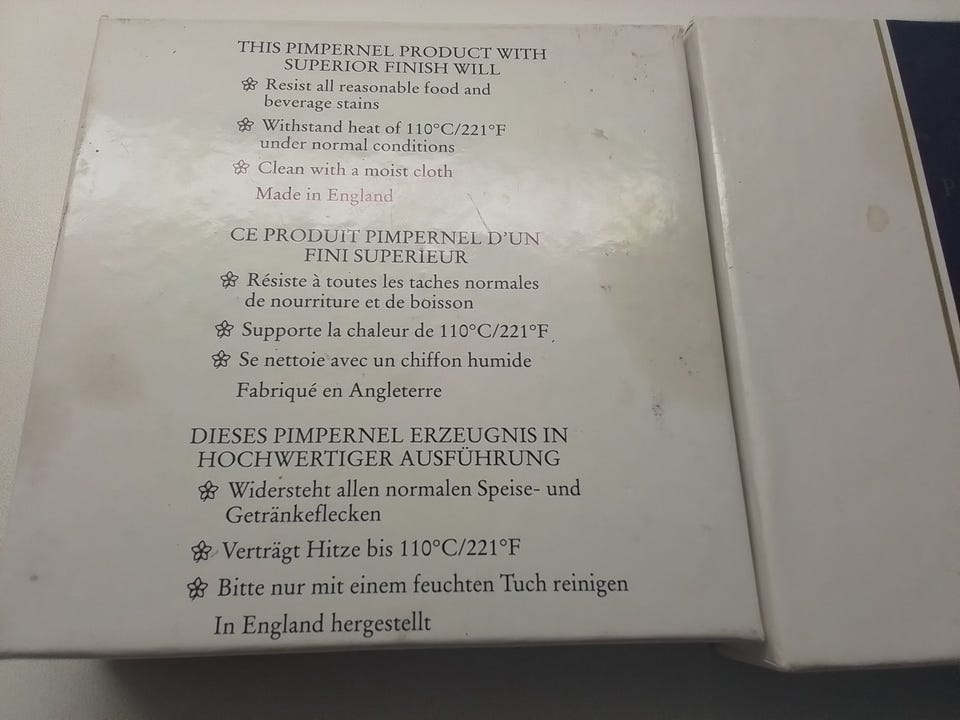 THIS PIMPERNEL PRODUCT WITH
SUPERIOR FINISH WILL
Resist all reasonable food and
beverage stains
Withstand heat of 110°C/221°F
under normal conditions
Clean with a moist cloth
Made in England
CE PRODUIT PIMPERNEL D'UN
FINI SUPERIEUR
Résiste à toutes les taches normales
de nourriture et de boisson
Supporte la chaleur de 110°C/221°F.
Se nettoie avec un chiffon humide
Fabriqué en Angleterre
DIESES PIMPERNEL ERZEUGNIS IN
HOCHWERTIGER AUSFÜHRUNG
Widersteht allen normalen Speise- und
Getränkeflecken
Verträgt Hitze bis 110°C/221°F
Bitte nur mit einem feuchten Tuch reinigen
In England hergestellt